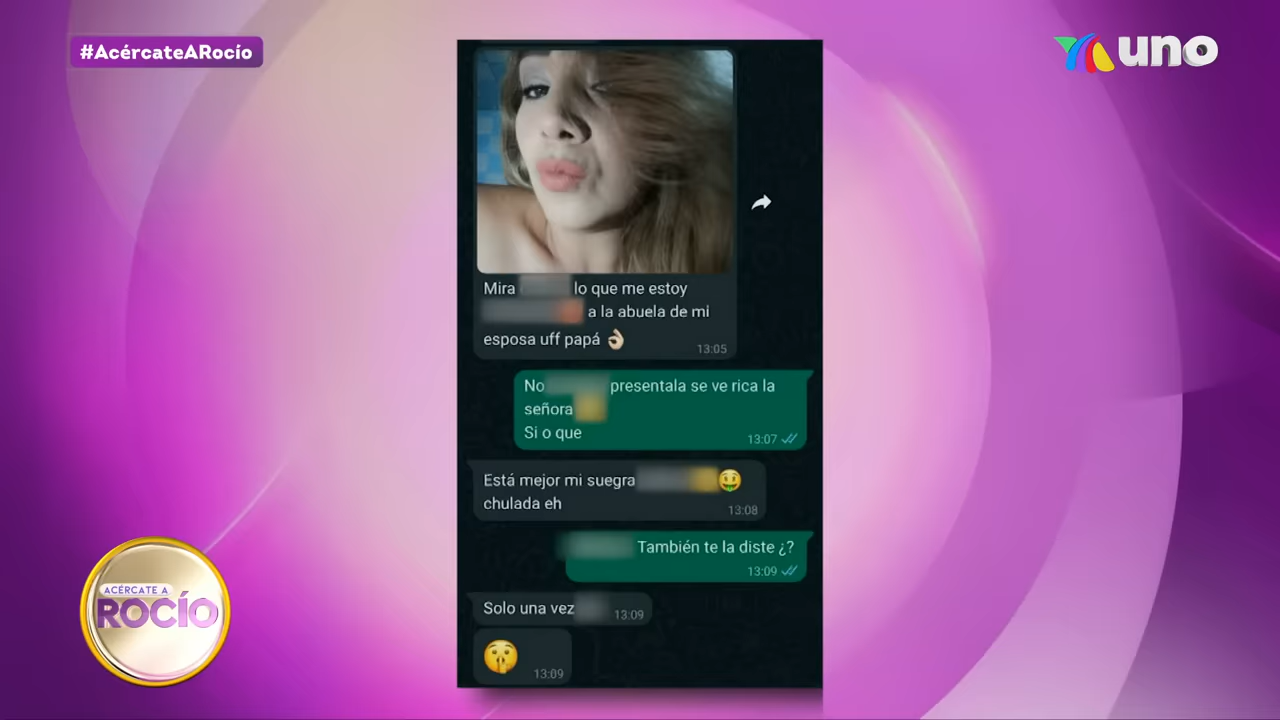 #AcércateARocío
uno
Mira lo que me estoy
a la abuela de mi
esposa uff papá 👌🏻
13:05
No presentala se ve rica la
señora
Si o que
13:07
Está mejor mi suegra 🤑
chulada eh
13:08
También te la diste ¿?
13:09
Solo una vez
13:09
🤫
13:09
ACÉRCATE A
ROCÍO